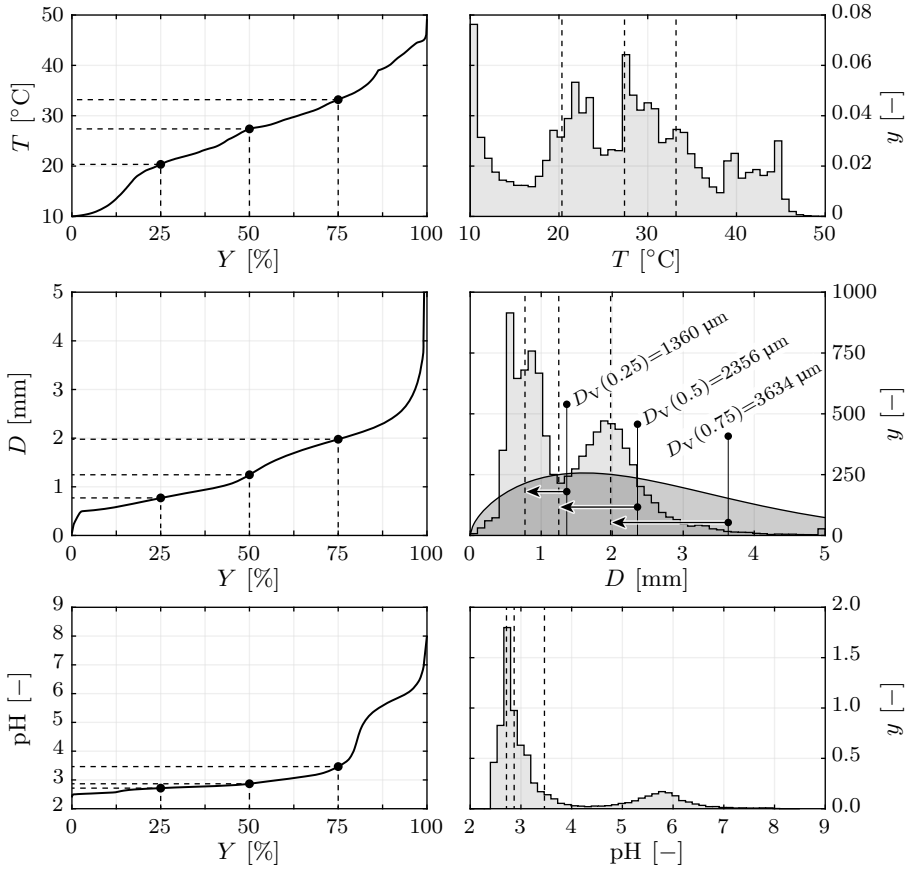 50
40
30
20
10
T [°C]
0 25 50 75 100
Y [%]
0.08
0.06
0.04
0.02
0
y [−]
10 20 30 40 50
T [°C]
5
4
3
2
1
0
D [mm]
0 25 50 75 100
Y [%]
1000
750
500
250
0
y [−]
Dv(0.25)=1360 µm
Dv(0.5)=2356 µm
Dv(0.75)=3634 µm
0 1 2 3 4 5
D [mm]
9
8
7
6
5
4
3
2
pH [−]
0 25 50 75 100
Y [%]
2.0
1.5
1.0
0.5
0.0
y [−]
2 3 4 5 6 7 8 9
pH [−]